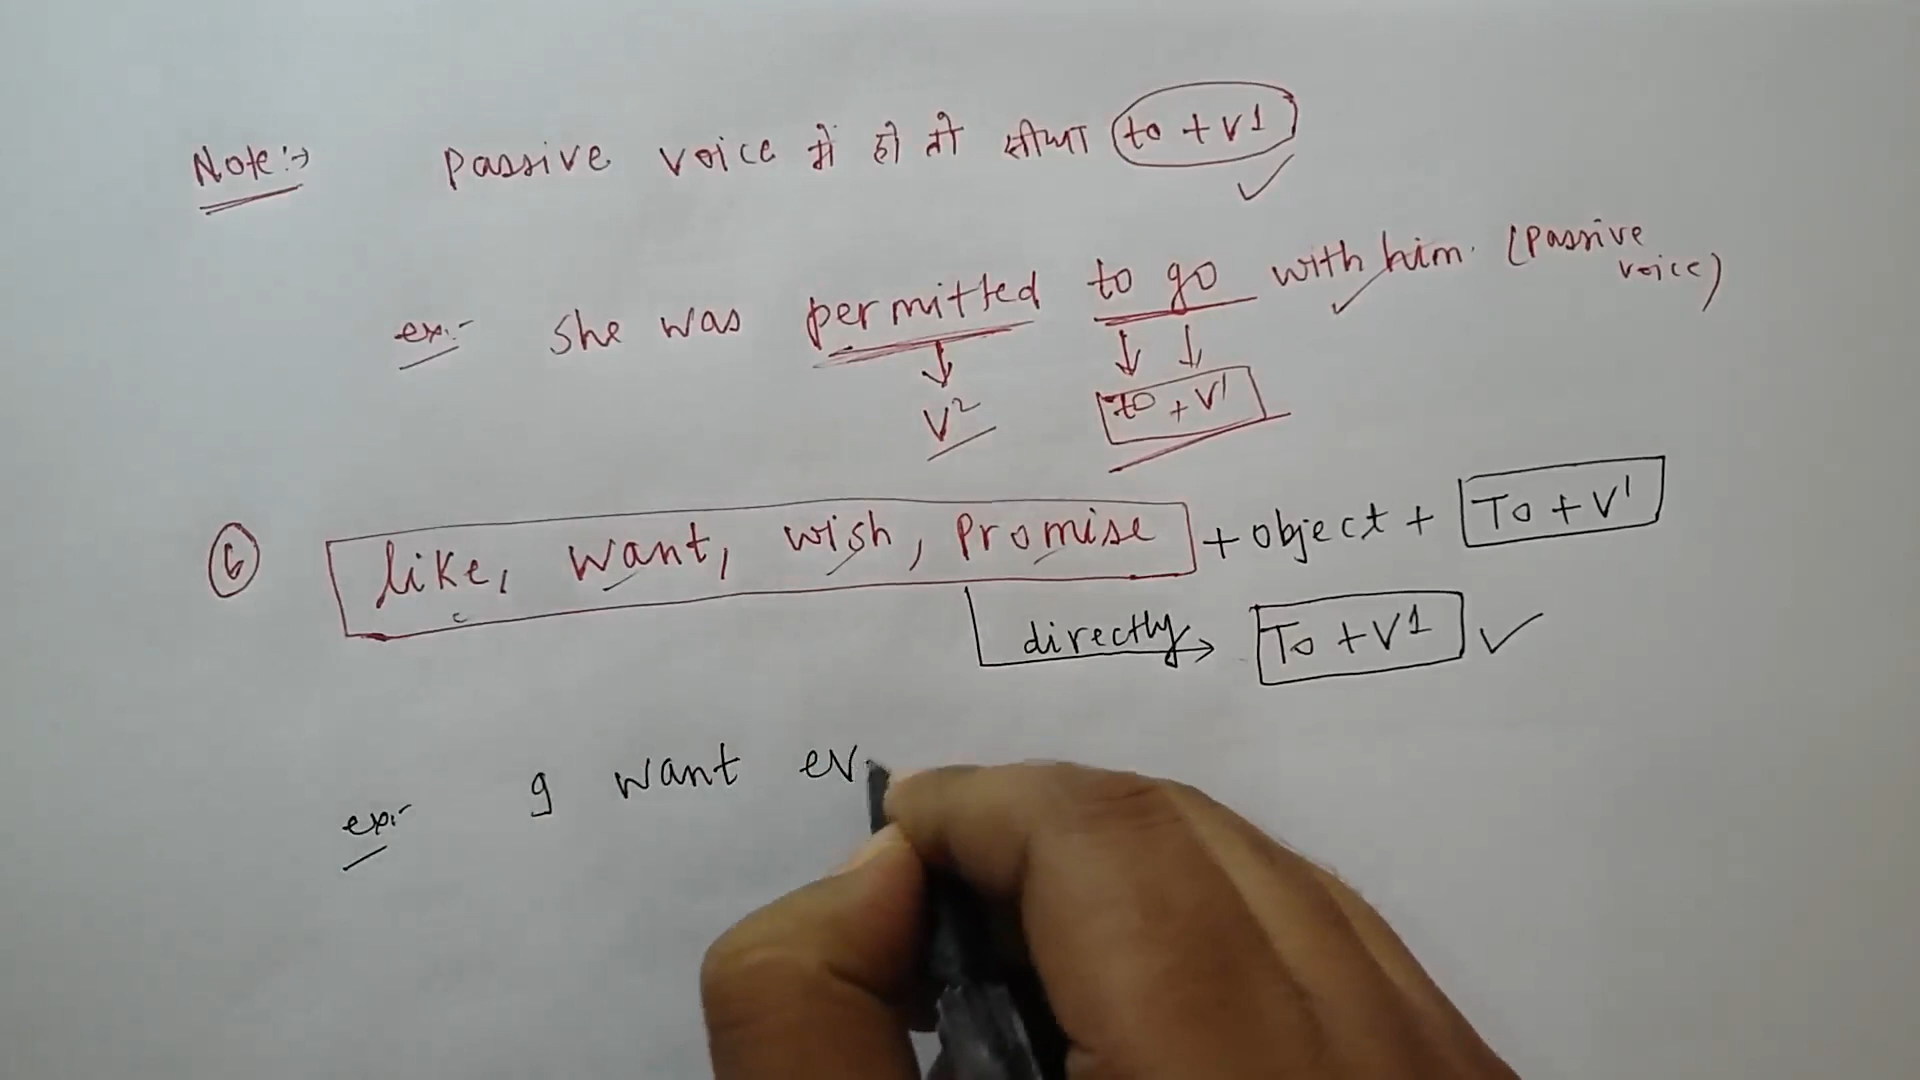 Note:→ Passive voice में हो तो सीधा to + V1
ex:- She was permitted to go with him. (Passive voice)
V2 to + V1
6 like, want, wish, promise + object + To + V1
directly → To + V1
ex:- I want ev